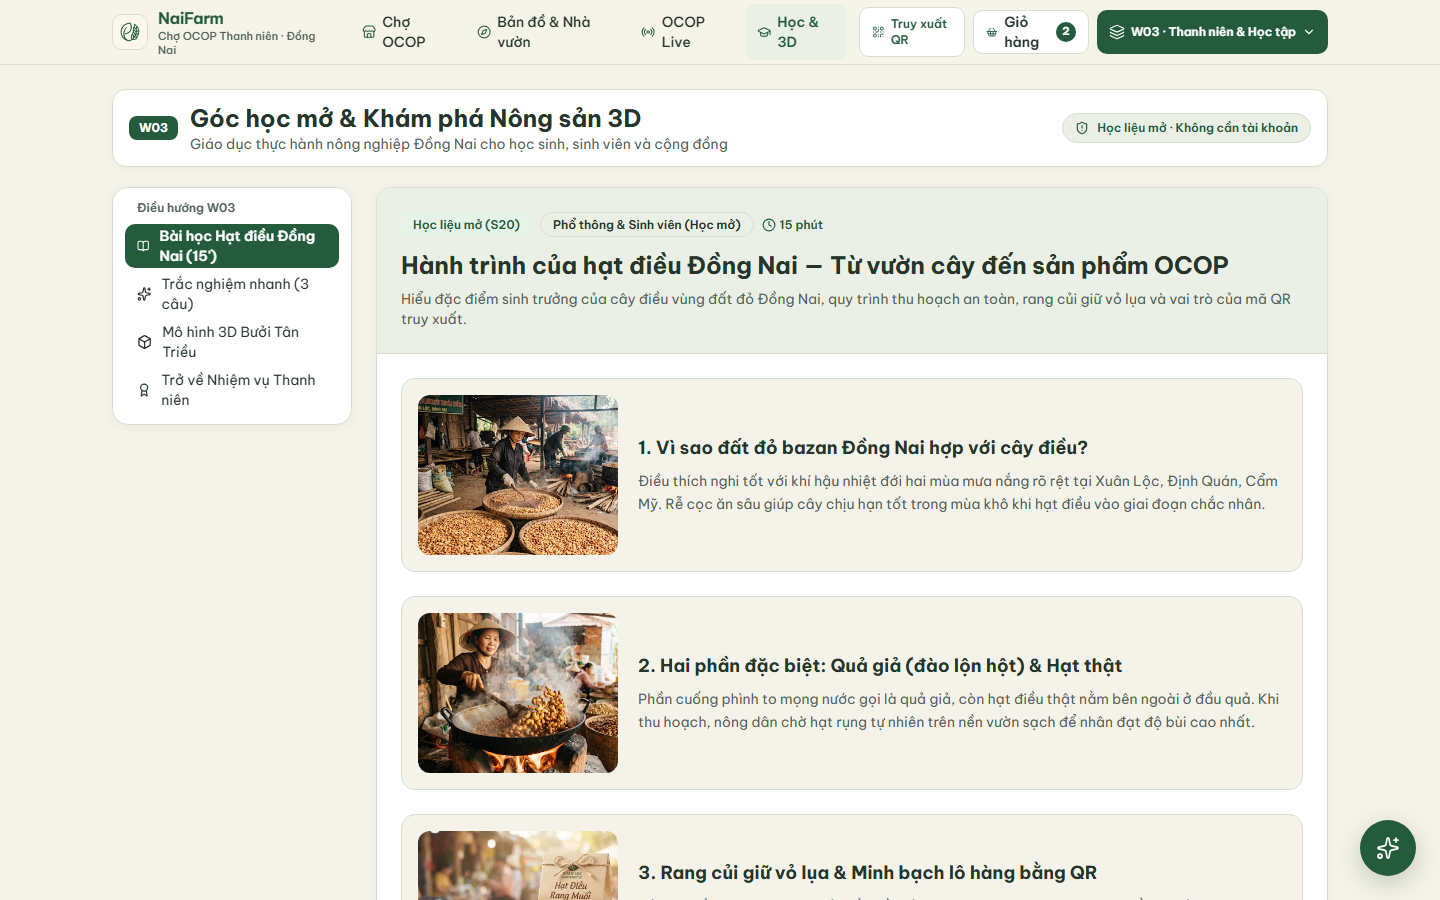 NaiFarm
Chợ OCOP Thanh niên · Đồng
Nai
Chợ
OCOP
Bản đồ & Nhà
vườn
OCOP
Live
Học &
3D
Truy xuất
QR
Giỏ
hàng
2
W03 · Thanh niên & Học tập
W03
Góc học mở & Khám phá Nông sản 3D
Giáo dục thực hành nông nghiệp Đồng Nai cho học sinh, sinh viên và cộng đồng
Học liệu mở · Không cần tài khoản
Điều hướng W03
Bài học Hạt điều Đồng
Nai (15')
Trắc nghiệm nhanh (3
câu)
Mô hình 3D Bưởi Tân
Triều
Trở về Nhiệm vụ Thanh
niên
Học liệu mở (S20)
Phổ thông & Sinh viên (Học mở)
15 phút
Hành trình của hạt điều Đồng Nai — Từ vườn cây đến sản phẩm OCOP
Hiểu đặc điểm sinh trưởng của cây điều vùng đất đỏ Đồng Nai, quy trình thu hoạch an toàn, rang củi giữ vỏ lụa và vai trò của mã QR
truy xuất.
1. Vì sao đất đỏ bazan Đồng Nai hợp với cây điều?
Điều thích nghi tốt với khí hậu nhiệt đới hai mùa mưa nắng rõ rệt tại Xuân Lộc, Định Quán, Cẩm
Mỹ. Rễ cọc ăn sâu giúp cây chịu hạn tốt trong mùa khô khi hạt điều vào giai đoạn chắc nhân.
2. Hai phần đặc biệt: Quả giả (đào lộn hột) & Hạt thật
Phần cuống phình to mọng nước gọi là quả giả, còn hạt điều thật nằm bên ngoài ở đầu quả. Khi
thu hoạch, nông dân chờ hạt rụng tự nhiên trên nền vườn sạch để nhân đạt độ bùi cao nhất.
Hạt Điều
Rang Muối
3. Rang củi giữ vỏ lụa & Minh bạch lô hàng bằng QR